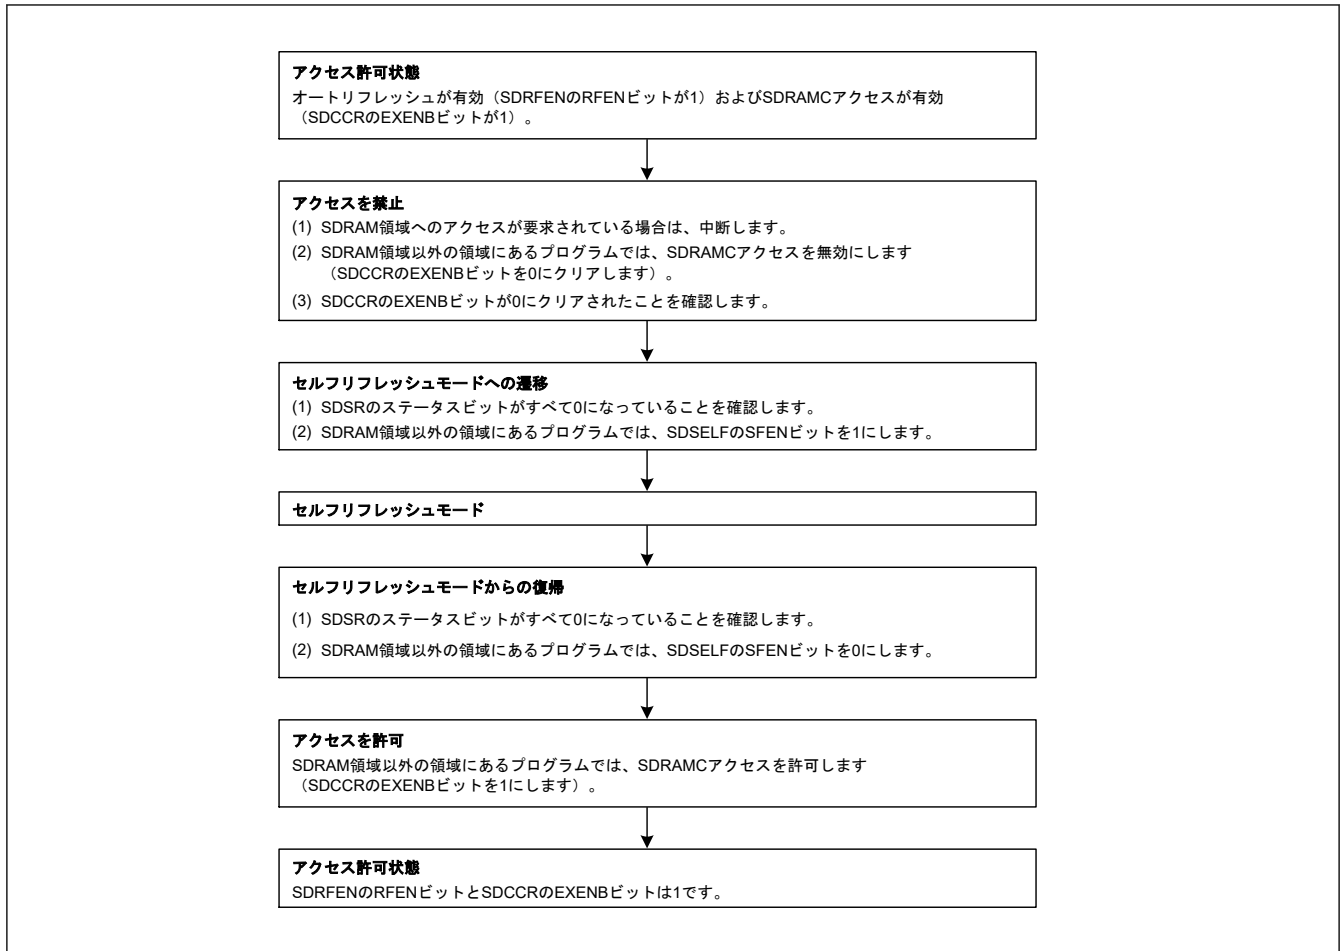 アクセス許可状態
オートリフレッシュが有効（SDRFENのRFENビットが1）およびSDRAMCアクセスが有効
（SDCCRのEXENBビットが1）。
アクセスを禁止
(1) SDRAM領域へのアクセスが要求されている場合は、中断します。
(2) SDRAM領域以外の領域にあるプログラムでは、SDRAMCアクセスを無効にします
（SDCCRのEXENBビットを0にクリアします）。
(3) SDCCRのEXENBビットが0にクリアされたことを確認します。
セルフリフレッシュモードへの遷移
(1) SDSRのステータスビットがすべて0になっていることを確認します。
(2) SDRAM領域以外の領域にあるプログラムでは、SDSELFのSFENビットを1にします。
セルフリフレッシュモード
セルフリフレッシュモードからの復帰
(1) SDSRのステータスビットがすべて0になっていることを確認します。
(2) SDRAM領域以外の領域にあるプログラムでは、SDSELFのSFENビットを0にします。
アクセスを許可
SDRAM領域以外の領域にあるプログラムでは、SDRAMCアクセスを許可します
（SDCCRのEXENBビットを1にします）。
アクセス許可状態
SDRFENのRFENビットとSDCCRのEXENBビットは1です。